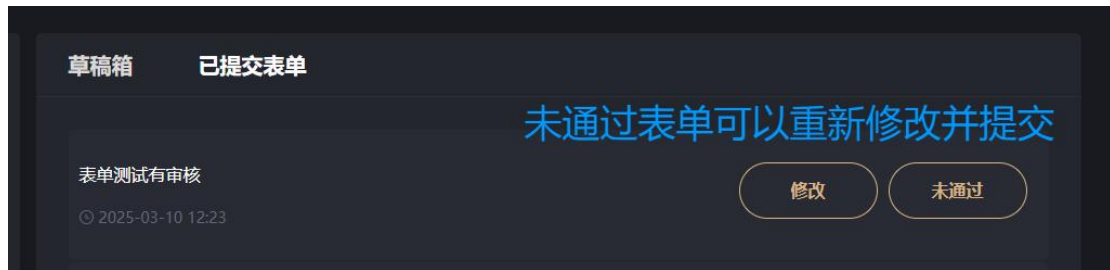 草稿箱 已提交表单
未通过表单可以重新修改并提交
表单测试有审核
修改 未通过
2025-03-10 12:23